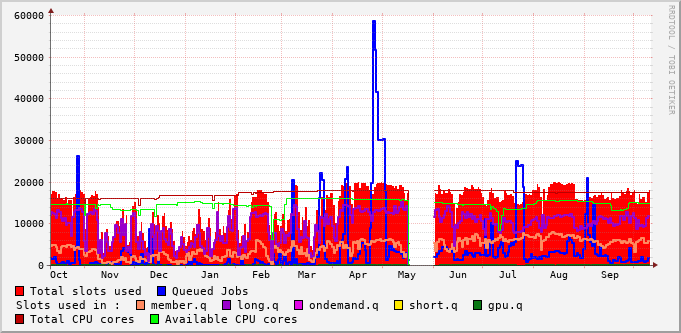 60000
50000
40000
30000
20000
10000
0
Oct Nov Dec Jan Feb Mar Apr May Jun Jul Aug Sep
RRDTOOL / TOBI OETIKER
Total slots used Queued Jobs
Slots used in : member.q long.q ondemand.q short.q gpu.q
Total CPU cores Available CPU cores